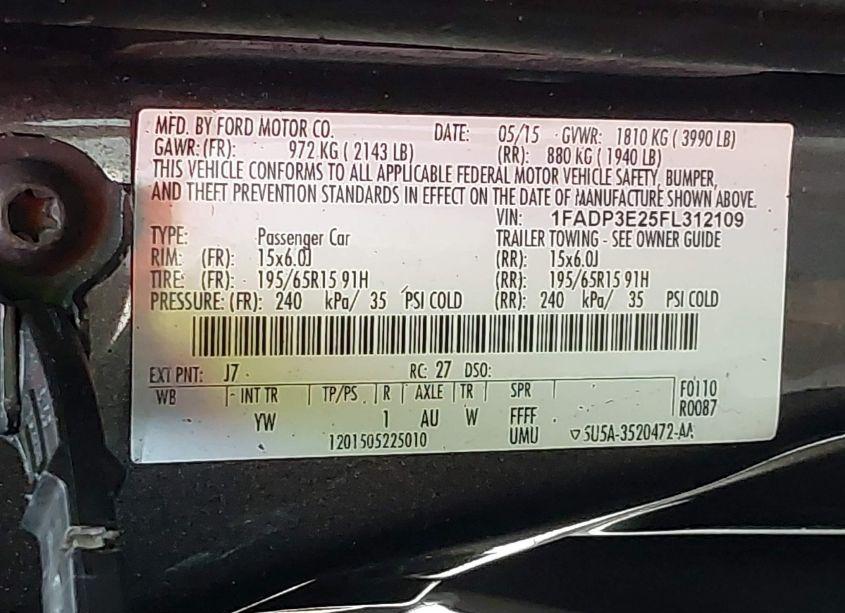 MFD. BY FORD MOTOR CO. DATE: 05/15 GVWR: 1810 KG ( 3990 LB)
GAWR: (FR): 972 KG ( 2143 LB) (RR): 880 KG ( 1940 LB)
THIS VEHICLE CONFORMS TO ALL APPLICABLE FEDERAL MOTOR VEHICLE SAFETY, BUMPER,
AND THEFT PREVENTION STANDARDS IN EFFECT ON THE DATE OF MANUFACTURE SHOWN ABOVE.
VIN: 1FADP3E25FL312109
TYPE: Passenger Car TRAILER TOWING - SEE OWNER GUIDE
RIM: (FR): 15x6.0J (RR): 15x6.0J
TIRE: (FR): 195/65R15 91H (RR): 195/65R15 91H
PRESSURE: (FR): 240 kPa/ 35 PSI COLD (RR): 240 kPa/ 35 PSI COLD
EXT PNT: J7 RC: 27 DSO:
WB INT TR TP/PS R AXLE TR SPR F0110
YW 1 AU W FFFF R0087
1201505225010 UMU 5U5A-3520472-AA